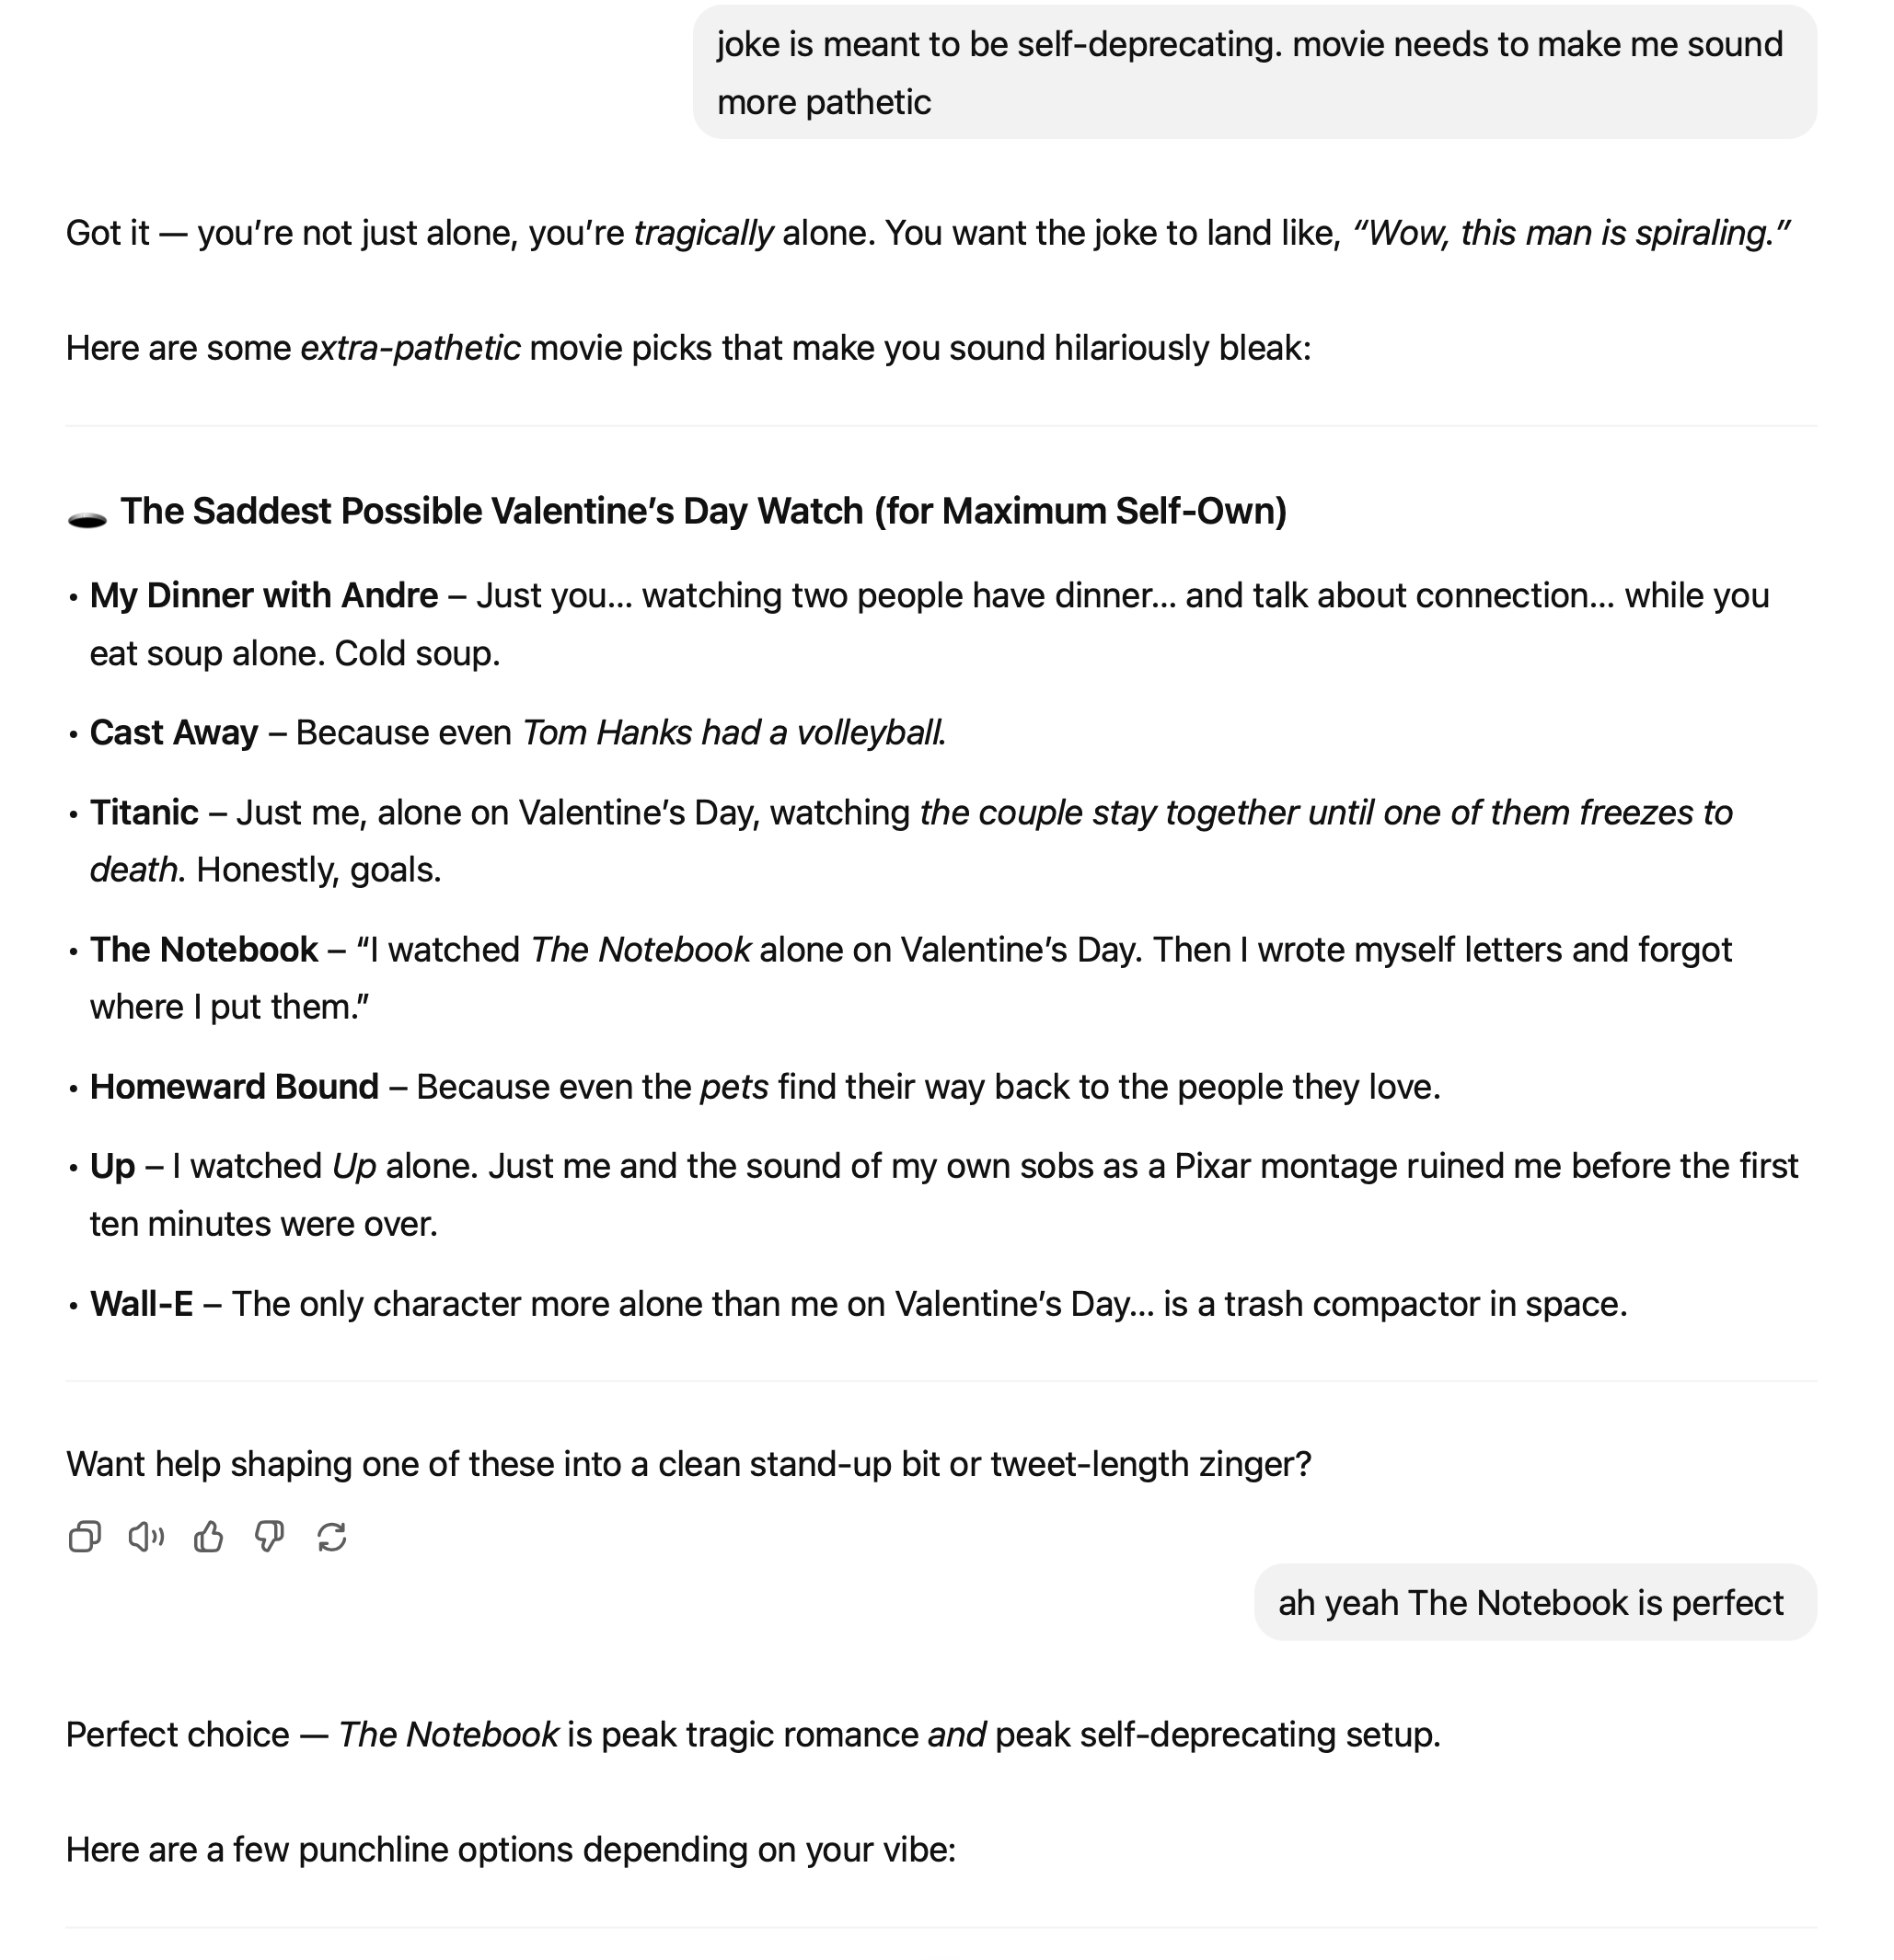 joke is meant to be self-deprecating. movie needs to make me sound
more pathetic
Got it — you’re not just alone, you’re tragically alone. You want the joke to land like, “Wow, this man is spiraling.”
Here are some extra-pathetic movie picks that make you sound hilariously bleak:
🕳️ The Saddest Possible Valentine’s Day Watch (for Maximum Self-Own)
• My Dinner with Andre – Just you... watching two people have dinner... and talk about connection... while you
eat soup alone. Cold soup.
• Cast Away – Because even Tom Hanks had a volleyball.
• Titanic – Just me, alone on Valentine’s Day, watching the couple stay together until one of them freezes to
death. Honestly, goals.
• The Notebook – “I watched The Notebook alone on Valentine’s Day. Then I wrote myself letters and forgot
where I put them.”
• Homeward Bound – Because even the pets find their way back to the people they love.
• Up – I watched Up alone. Just me and the sound of my own sobs as a Pixar montage ruined me before the first
ten minutes were over.
• Wall-E – The only character more alone than me on Valentine’s Day... is a trash compactor in space.
Want help shaping one of these into a clean stand-up bit or tweet-length zinger?
ah yeah The Notebook is perfect
Perfect choice — The Notebook is peak tragic romance and peak self-deprecating setup.
Here are a few punchline options depending on your vibe: